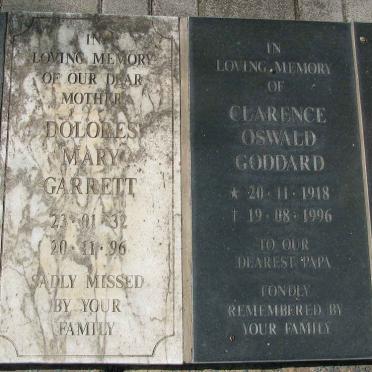 IN
LOVING MEMORY
OF OUR DEAR
MOTHER
DOLORES
MARY
GARRETT
23·01·32
20·11·96
SADLY MISSED
BY YOUR
FAMILY
IN
LOVING MEMORY
OF
CLARENCE
OSWALD
GODDARD
★ 20·11·1918
† 19·08·1996
TO OUR
DEAREST PAPA
FONDLY
REMEMBERED BY
YOUR FAMILY